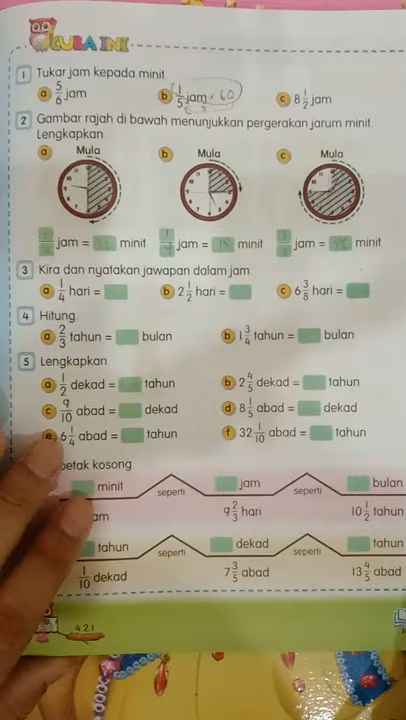 CUBA INI
1 Tukar jam kepada minit.
a 5/6 jam b 1/5 jam × 60 c 8 1/2 jam
2 Gambar rajah di bawah menunjukkan pergerakan jarum minit.
Lengkapkan.
a Mula b Mula c Mula
jam = minit jam = 15 minit jam = minit
3 Kira dan nyatakan jawapan dalam jam.
a 1/4 hari = b 2 1/2 hari = c 6 3/8 hari =
4 Hitung.
a 2/3 tahun = bulan b 1 3/4 tahun = bulan
5 Lengkapkan.
a 1/2 dekad = tahun b 2 4/5 dekad = tahun
c 9/10 abad = dekad d 8 1/5 abad = dekad
e 6 1/4 abad = tahun f 32 1/10 abad = tahun
petak kosong
minit seperti jam seperti bulan
am 9 2/3 hari 10 1/2 tahun
tahun seperti dekad seperti tahun
1/10 dekad 7 3/5 abad 13 4/5 abad
4.2.1